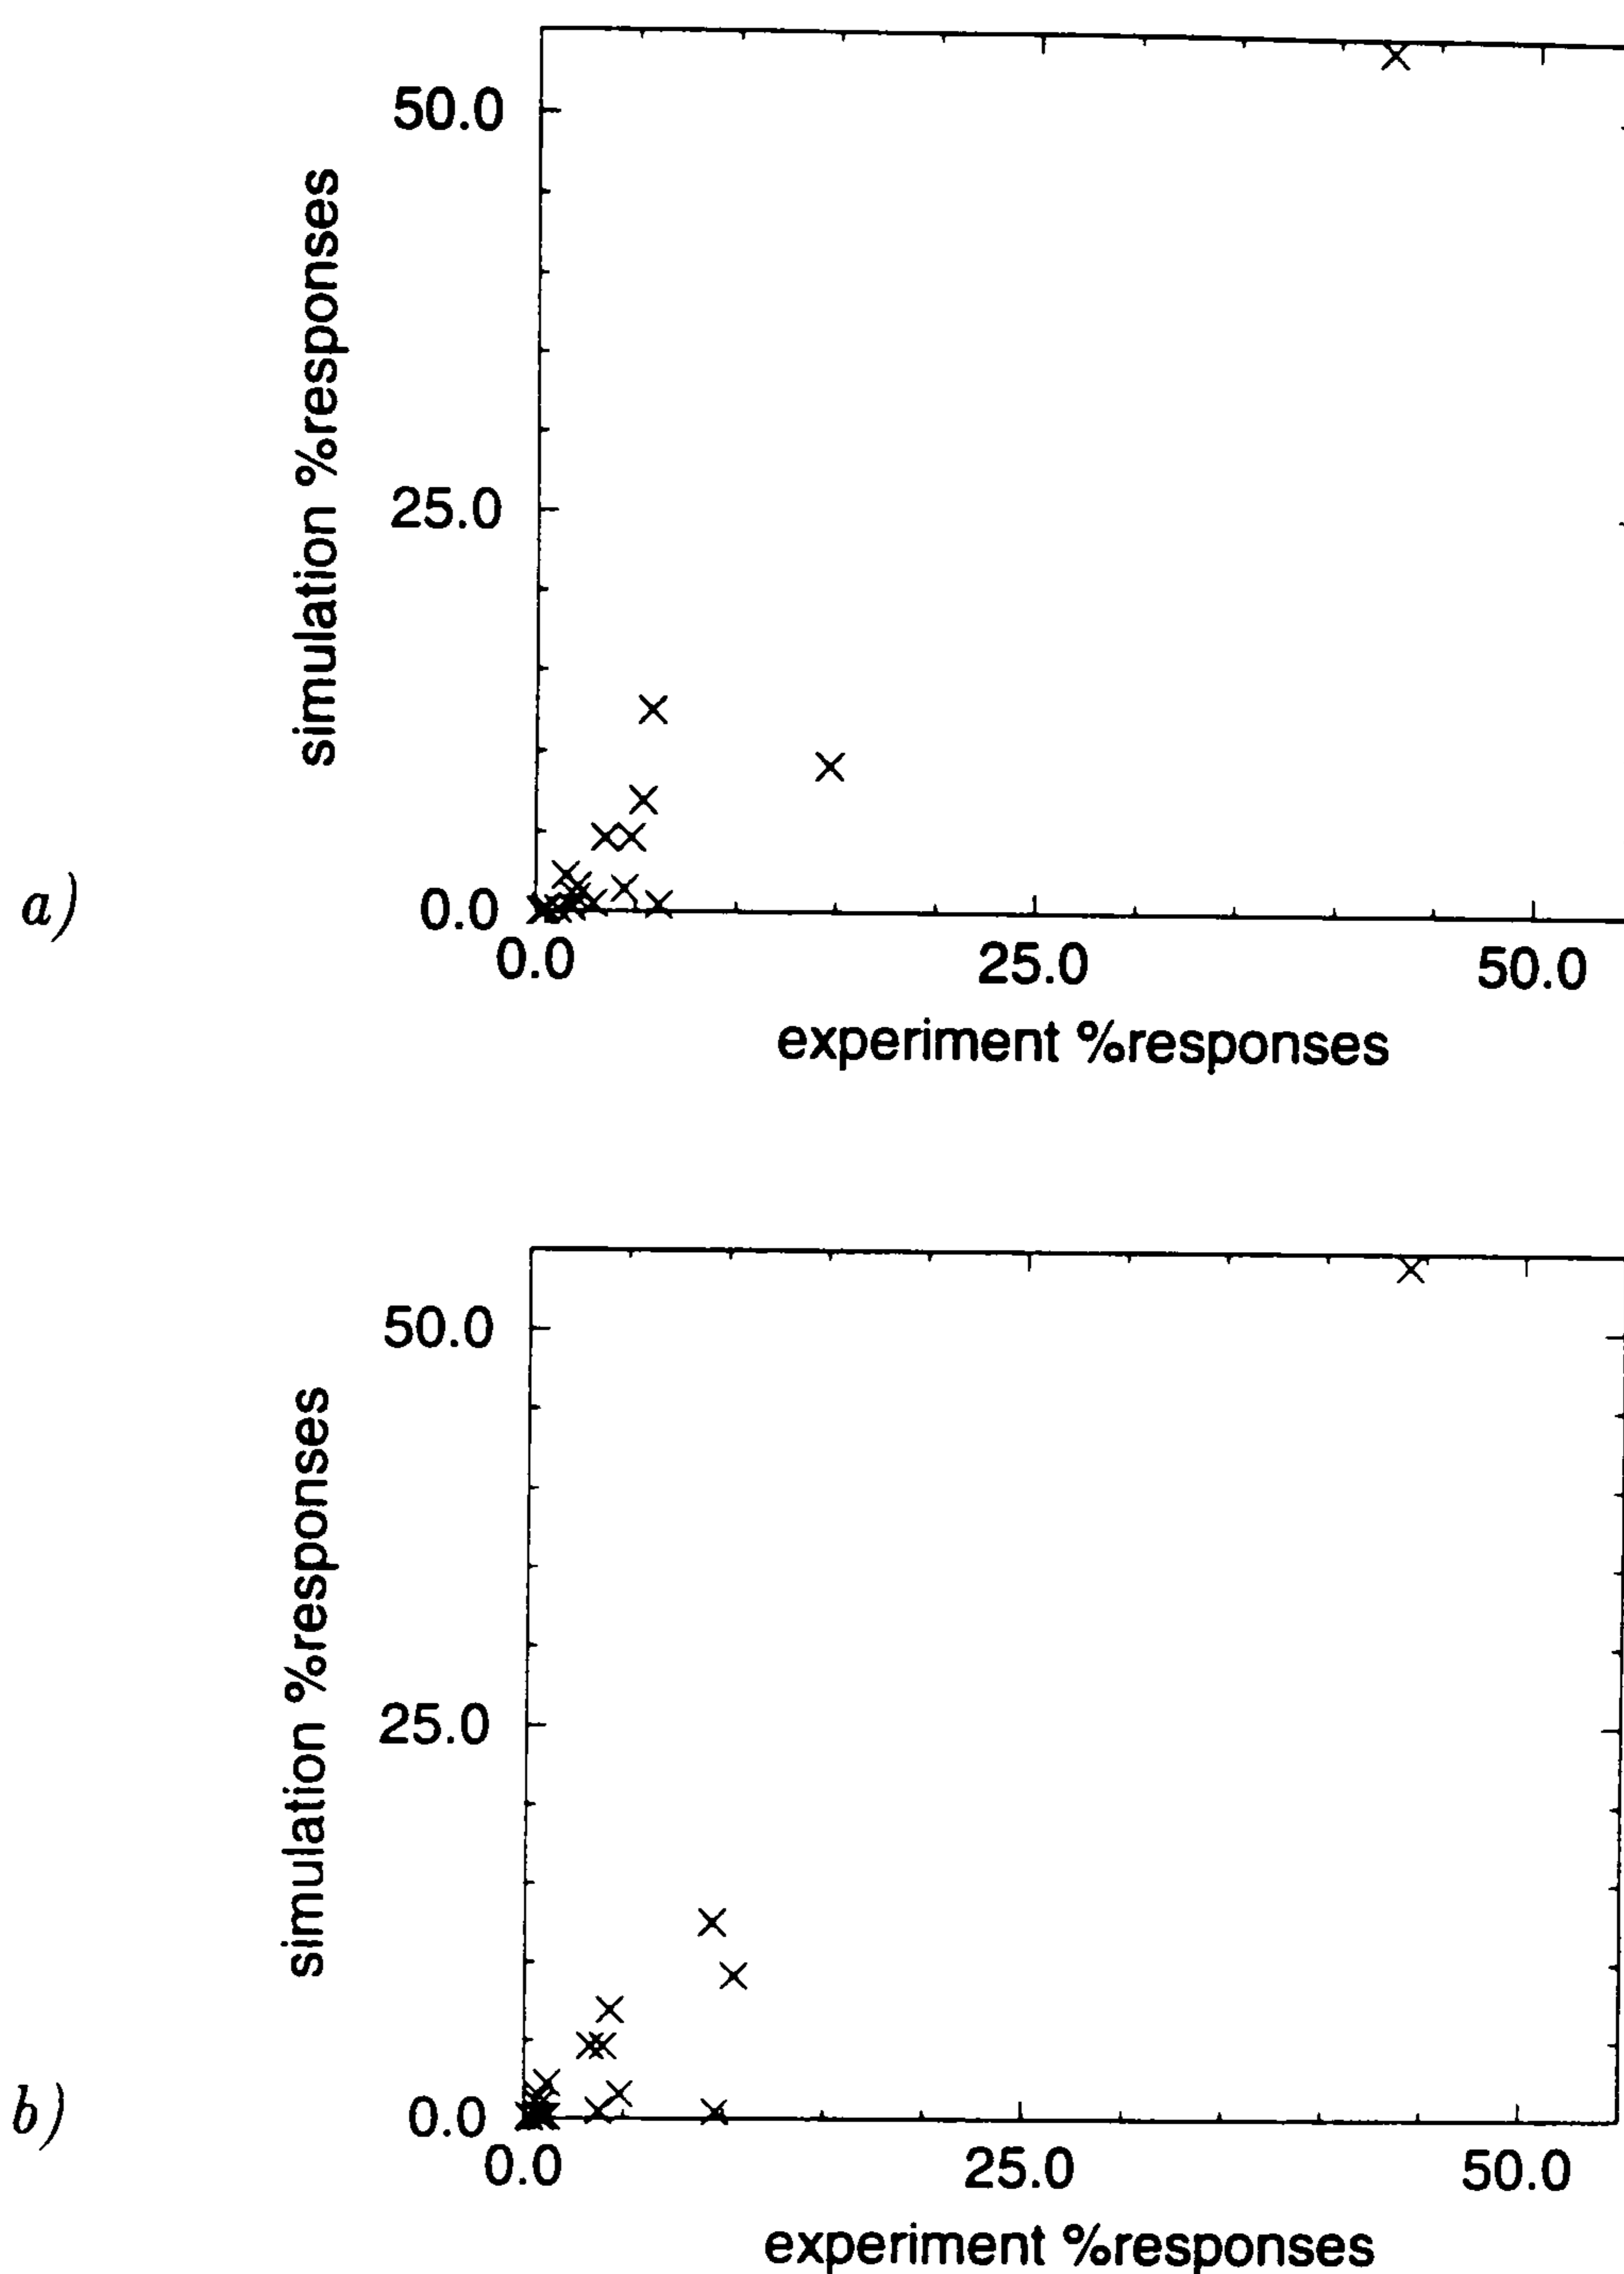 50.0
simulation %responses
25.0
a)
0.0
0.0 25.0 50.0
experiment %responses
50.0
simulation %responses
25.0
b)
0.0
0.0 25.0 50.0
experiment %responses